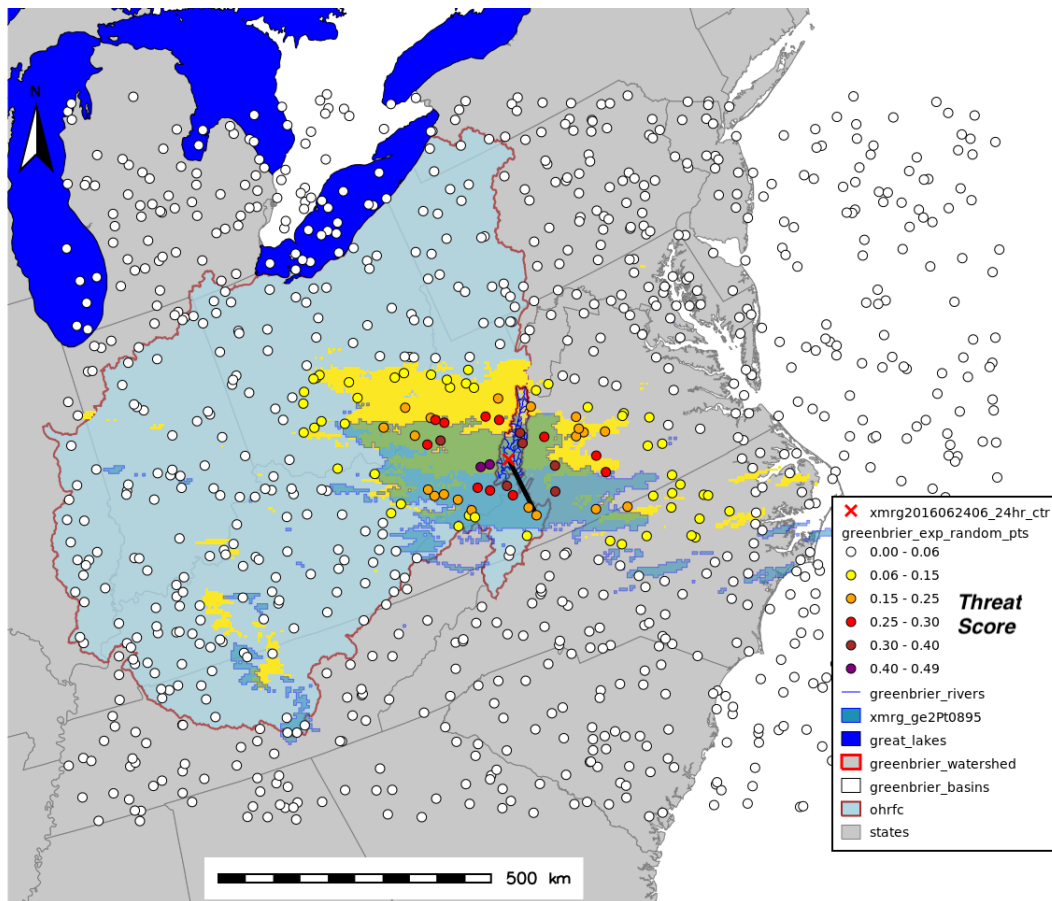 N
xmrg2016062406_24hr_ctr
greenbrier_exp_random_pts
0.00 - 0.06
0.06 - 0.15
0.15 - 0.25
0.25 - 0.30
0.30 - 0.40
0.40 - 0.49
Threat
Score
greenbrier_rivers
xmrg_ge2Pt0895
great_lakes
greenbrier_watershed
greenbrier_basins
ohrfc
states
500 km